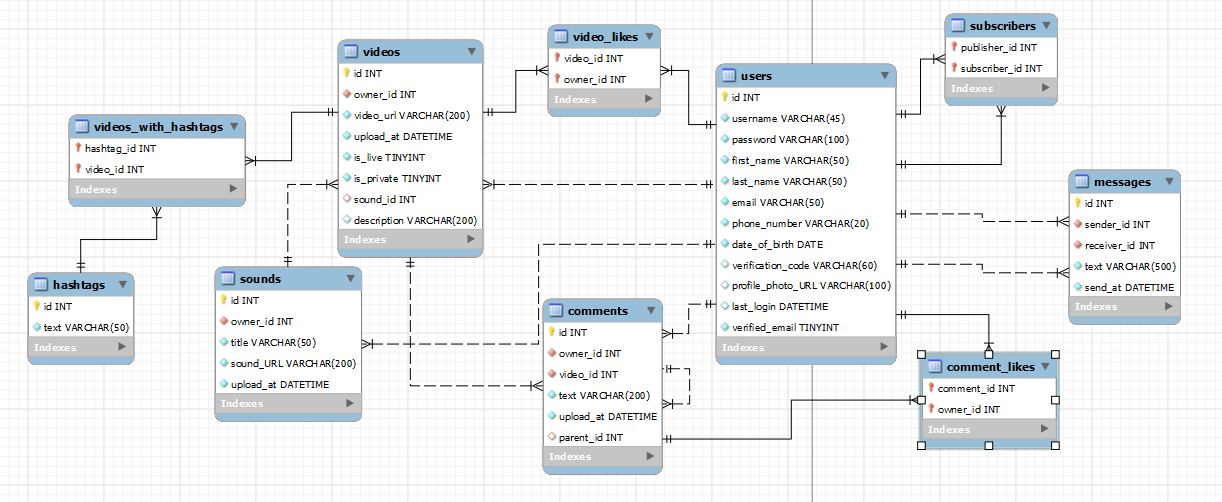 videos
id INT
owner_id INT
video_url VARCHAR(200)
upload_at DATETIME
is_live TINYINT
is_private TINYINT
sound_id INT
description VARCHAR(200)
Indexes
video_likes
video_id INT
owner_id INT
Indexes
users
id INT
username VARCHAR(45)
password VARCHAR(100)
first_name VARCHAR(50)
last_name VARCHAR(50)
email VARCHAR(50)
phone_number VARCHAR(20)
date_of_birth DATE
verification_code VARCHAR(60)
profile_photo_URL VARCHAR(100)
last_login DATETIME
verified_email TINYINT
Indexes
subscribers
publisher_id INT
subscriber_id INT
Indexes
videos_with_hashtags
hashtag_id INT
video_id INT
Indexes
messages
id INT
sender_id INT
receiver_id INT
text VARCHAR(500)
send_at DATETIME
Indexes
hashtags
id INT
text VARCHAR(50)
Indexes
sounds
id INT
owner_id INT
title VARCHAR(50)
sound_URL VARCHAR(200)
upload_at DATETIME
Indexes
comments
id INT
owner_id INT
video_id INT
text VARCHAR(200)
upload_at DATETIME
parent_id INT
Indexes
comment_likes
comment_id INT
owner_id INT
Indexes